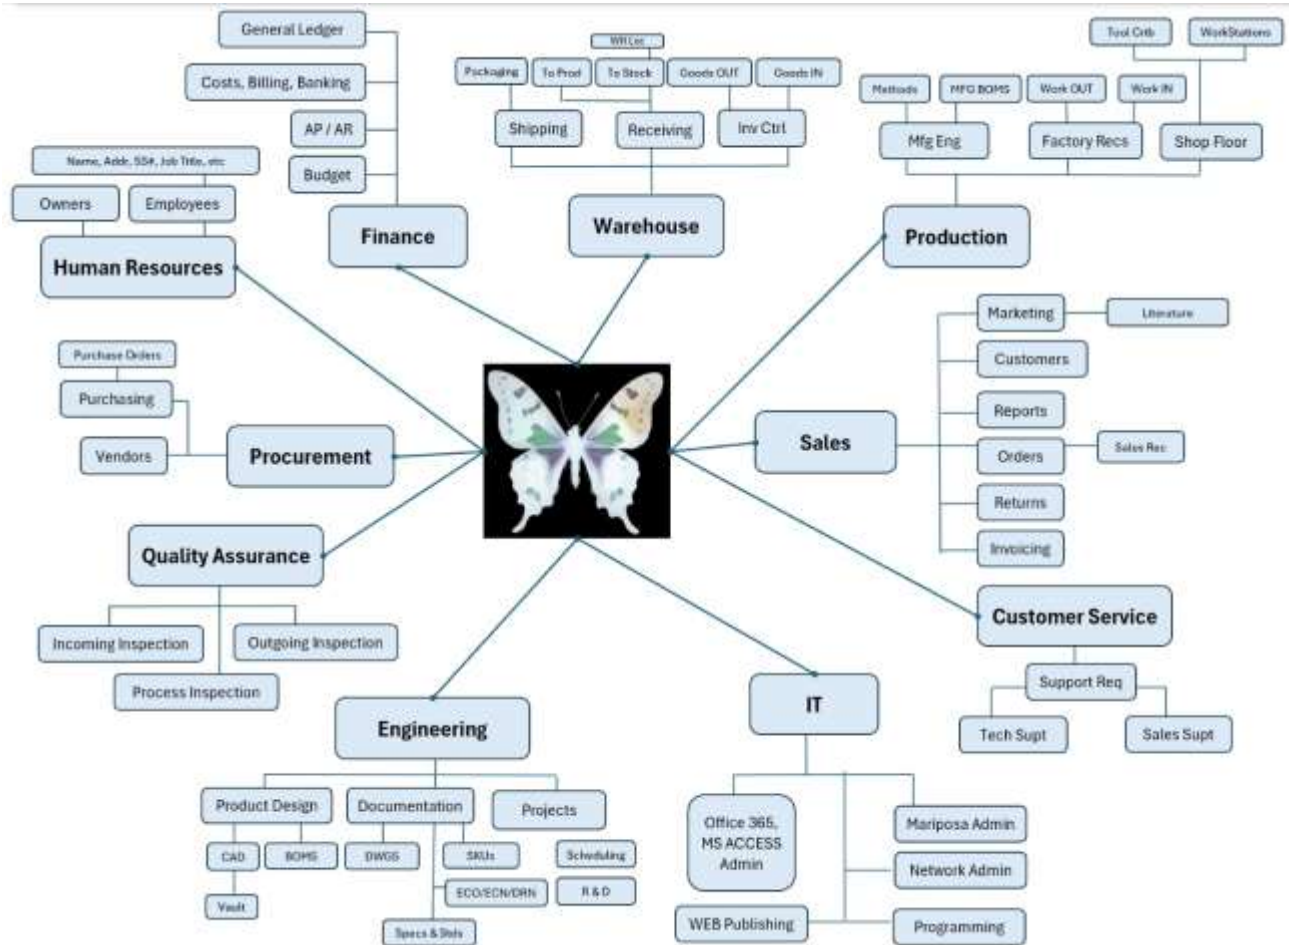 General Ledger
Costs, Billing, Banking
AP / AR
Budget
Finance
WH Loc
Packaging
To Prod
To Stock
Goods OUT
Goods IN
Shipping
Receiving
Inv Ctrl
Warehouse
Tool Crib
WorkStations
Methods
MFG BOMS
Work OUT
Work IN
Mfg Eng
Factory Recs
Shop Floor
Production
Name, Addr, SS#, Job Title, etc
Owners
Employees
Human Resources
Purchase Orders
Purchasing
Vendors
Procurement
Marketing
Literature
Customers
Reports
Sales
Orders
Sales Rec
Returns
Invoicing
Quality Assurance
Incoming Inspection
Outgoing Inspection
Process Inspection
Customer Service
Support Req
Tech Supt
Sales Supt
Engineering
Product Design
Documentation
Projects
CAD
BOMS
DWGS
SKUs
Scheduling
Vault
ECO/ECN/DRN
R & D
Specs & Stds
IT
Office 365,
MS ACCESS
Admin
Mariposa Admin
Network Admin
WEB Publishing
Programming